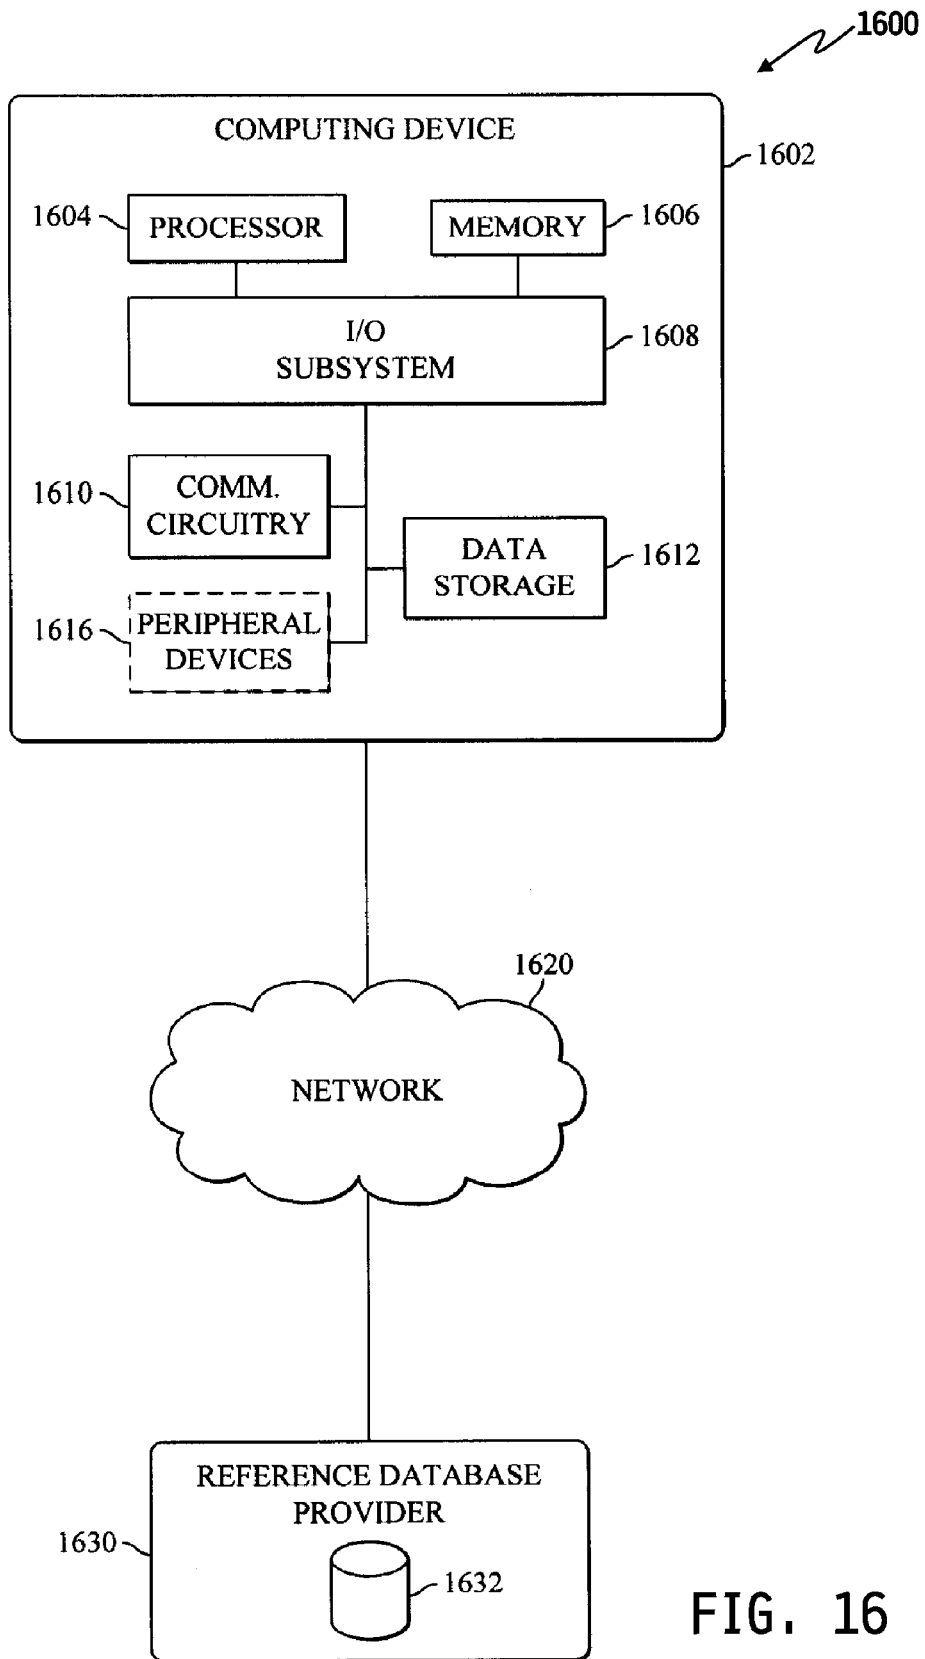 1600
COMPUTING DEVICE
1602
1604
PROCESSOR
MEMORY
1606
I/O
SUBSYSTEM
1608
1610
COMM.
CIRCUITRY
DATA
STORAGE
1612
1616
PERIPHERAL
DEVICES
1620
NETWORK
REFERENCE DATABASE
PROVIDER
1630
1632
FIG. 16